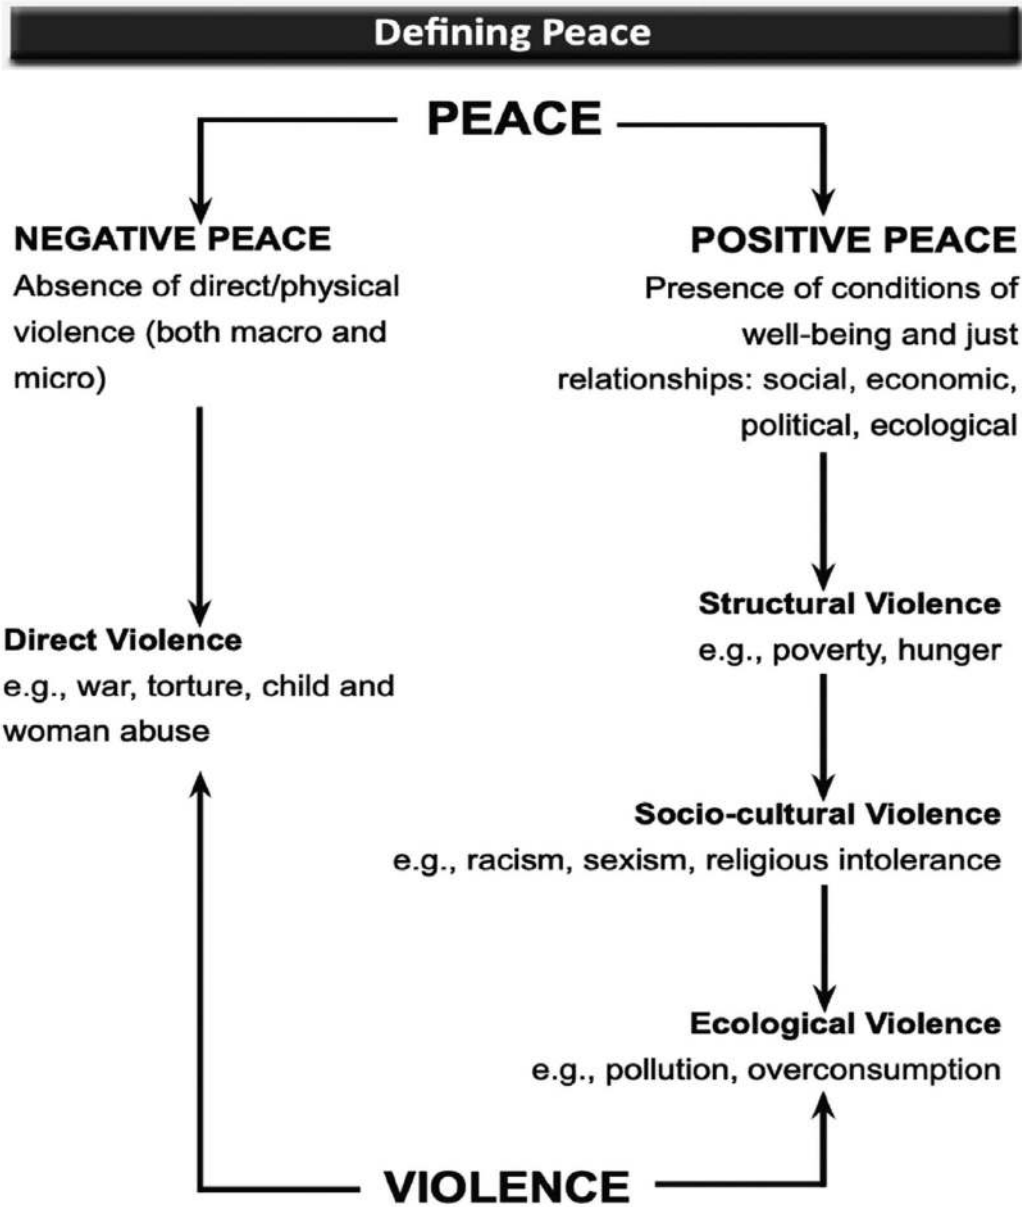 Defining Peace
PEACE
NEGATIVE PEACE
Absence of direct/physical
violence (both macro and
micro)
POSITIVE PEACE
Presence of conditions of
well-being and just
relationships: social, economic,
political, ecological
Direct Violence
e.g., war, torture, child and
woman abuse
Structural Violence
e.g., poverty, hunger
Socio-cultural Violence
e.g., racism, sexism, religious intolerance
Ecological Violence
e.g., pollution, overconsumption
VIOLENCE